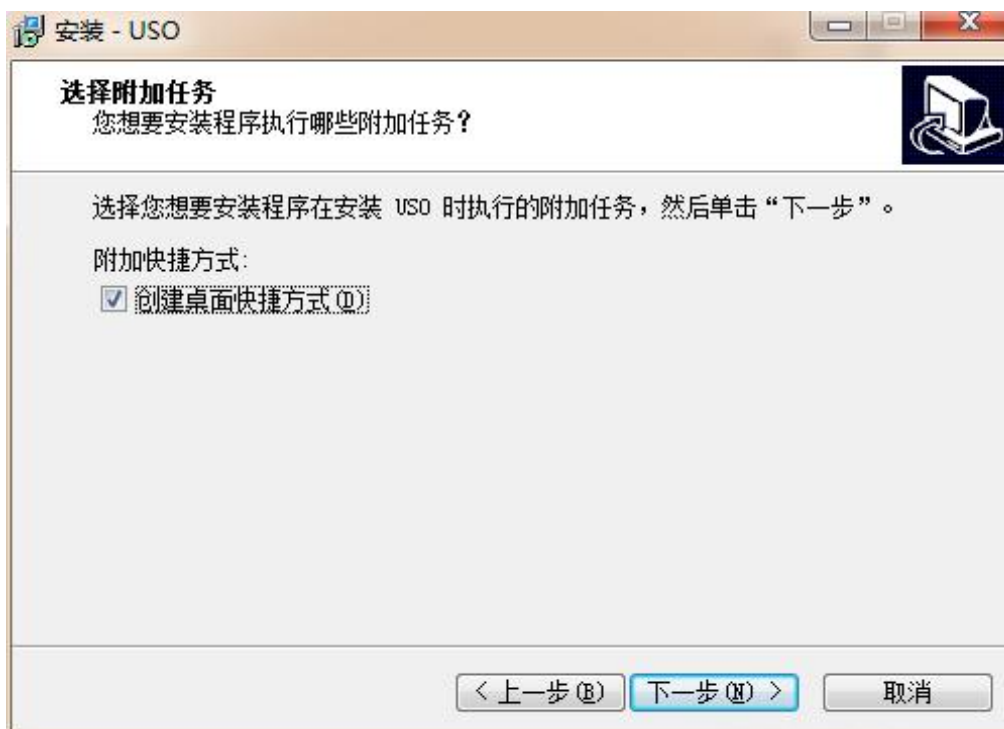 安装 - USO
选择附加任务
您想要安装程序执行哪些附加任务?
选择您想要安装程序在安装 USO 时执行的附加任务，然后单击“下一步”。
附加快捷方式:
创建桌面快捷方式(D)
< 上一步(B)
下一步(N) >
取消